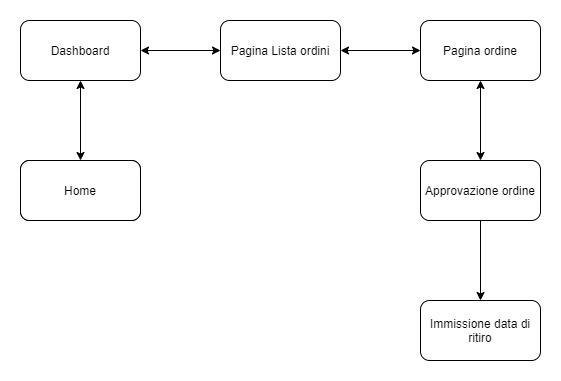 Dashboard
Pagina Lista ordini
Pagina ordine
Home
Approvazione ordine
Immissione data di
ritiro